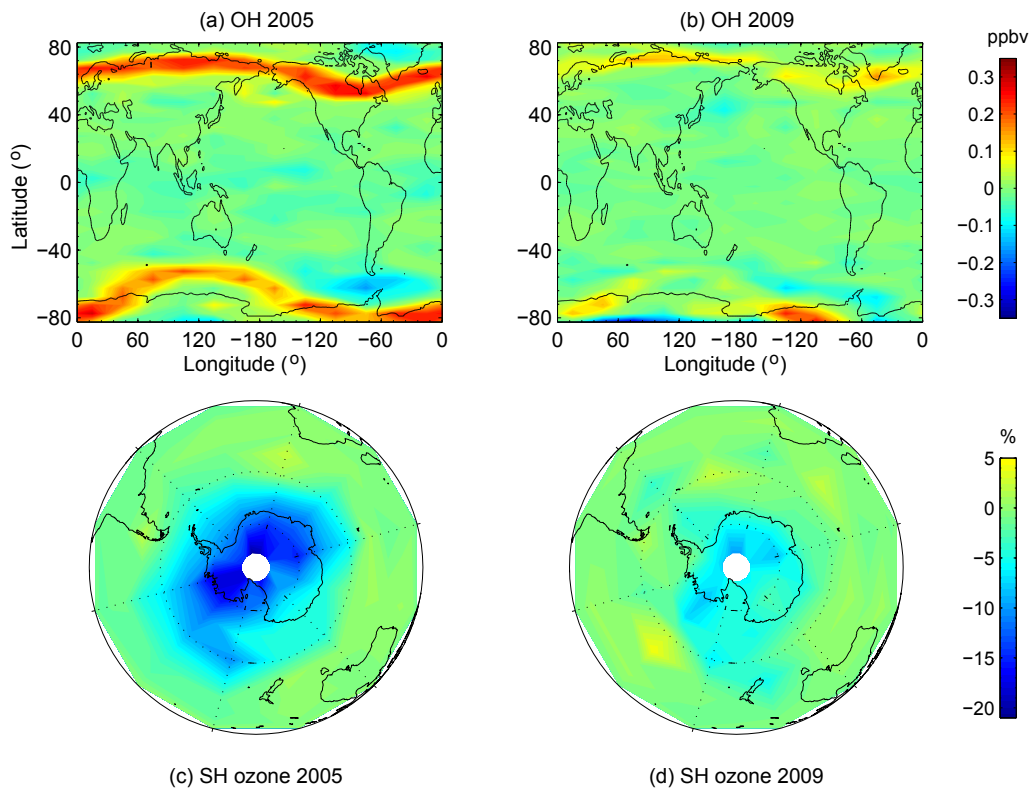 (a) OH 2005
(b) OH 2009
ppbv
80
40
0
−40
−80
Latitude (°)
0 60 120 −180 −120 −60 0
Longitude (°)
80
40
0
−40
−80
0 60 120 −180 −120 −60 0
Longitude (°)
0.3
0.2
0.1
0
−0.1
−0.2
−0.3
%
5
0
−5
−10
−15
−20
(c) SH ozone 2005
(d) SH ozone 2009